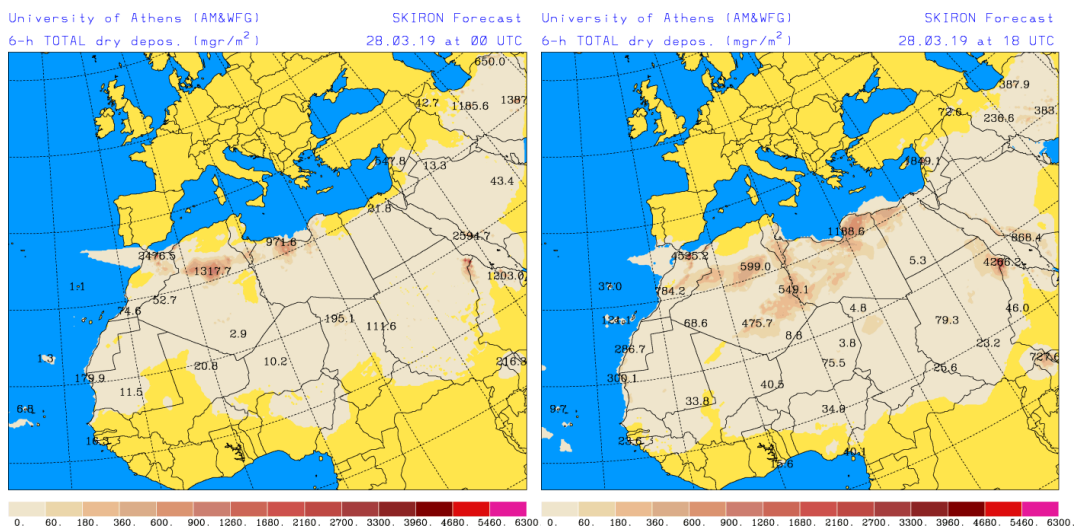 University of Athens (AM&WFG) SKIRON Forecast
6-h TOTAL dry depos. (mgr/m²) 28.03.19 at 00 UTC
650.0
42.7 1185.6 1387
547.8 13.3
43.4
21.8
971.6 2594.7
2476.5
1317.7 1203.0
1.1 52.7
74.6
195.1 111.6
2.9
1.3 20.8 10.2 216.3
179.9
11.5
6.6
16.3
0. 60. 180. 360. 600. 900. 1260. 1680. 2160. 2700. 3300. 3960. 4680. 5460. 6300
University of Athens (AM&WFG) SKIRON Forecast
6-h TOTAL dry depos. (mgr/m²) 28.03.19 at 18 UTC
387.9
72.6 236.6 383.
1849.1
1188.6 868.4
4525.2
599.0 5.3 4266.2
37.0 784.2 549.1
4.8 46.0
121.1 68.6 475.7 79.3
8.8 3.8 23.2
286.7 75.5 727.6
25.6
300.1 40.5
33.8 34.9
9.7
23.6
40.1
15.6
0. 60. 180. 360. 600. 900. 1260. 1680. 2160. 2700. 3300. 3960. 4680. 5460. 6300